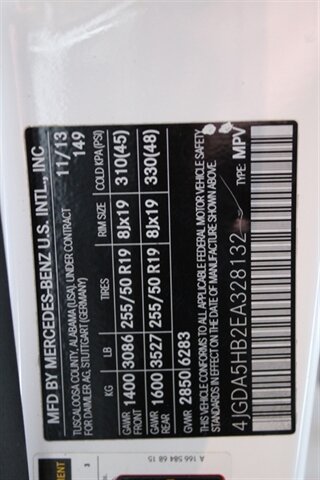 MFD BY MERCEDES-BENZ U.S. INTL., INC
TUSCALOOSA COUNTY, ALABAMA (USA), UNDER CONTRACT 11/13
FOR DAIMLER AG, STUTTGART (GERMANY) 149
KG LB TIRES RIM SIZE COLD KPA (PSI)
GAWR FRONT 1400 3086 255/50 R19 8Jx19 310(45)
GAWR REAR 1600 3527 255/50 R19 8Jx19 330(48)
GVWR 2850 6283
THIS VEHICLE CONFORMS TO ALL APPLICABLE FEDERAL MOTOR VEHICLE SAFETY
STANDARDS IN EFFECT ON THE DATE OF MANUFACTURE SHOWN ABOVE.
4JGDA5HB2EA328132 TYPE: MPV
A 166 584 68 15
3